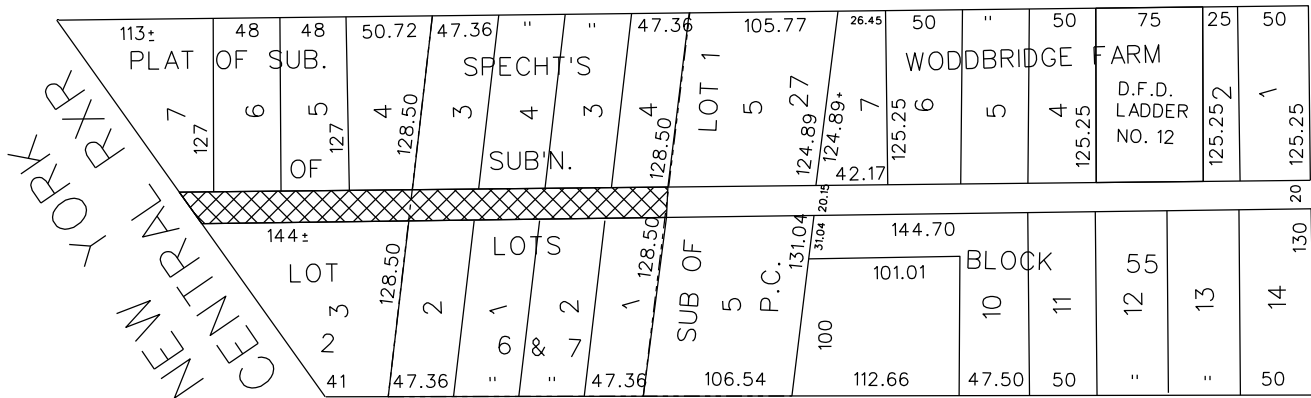 113± 48 48 50.72 47.36 " " 47.36 105.77 26.45 50 " 50 75 25 50
PLAT OF SUB. SPECHT'S LOT 1 WODDBRIDGE FARM
7 6 5 4 3 4 3 4 5 7 6 5 4 D.F.D. 2 1
LADDER
NO. 12
127 127 128.50 128.50 124.89 27 124.89+ 125.25 125.25 125.25 125.25
OF SUB'N. 42.17
NEW YORK
CENTRAL RXR
20.15 20
144± LOTS 131.04 31.04 144.70 130
LOT 128.50 128.50 SUB OF 101.01 BLOCK 55
3 2 1 2 1 5 P.C. 10 11 12 13 14
2 6 & 7 100
41 47.36 " " 47.36 106.54 112.66 47.50 50 " " 50